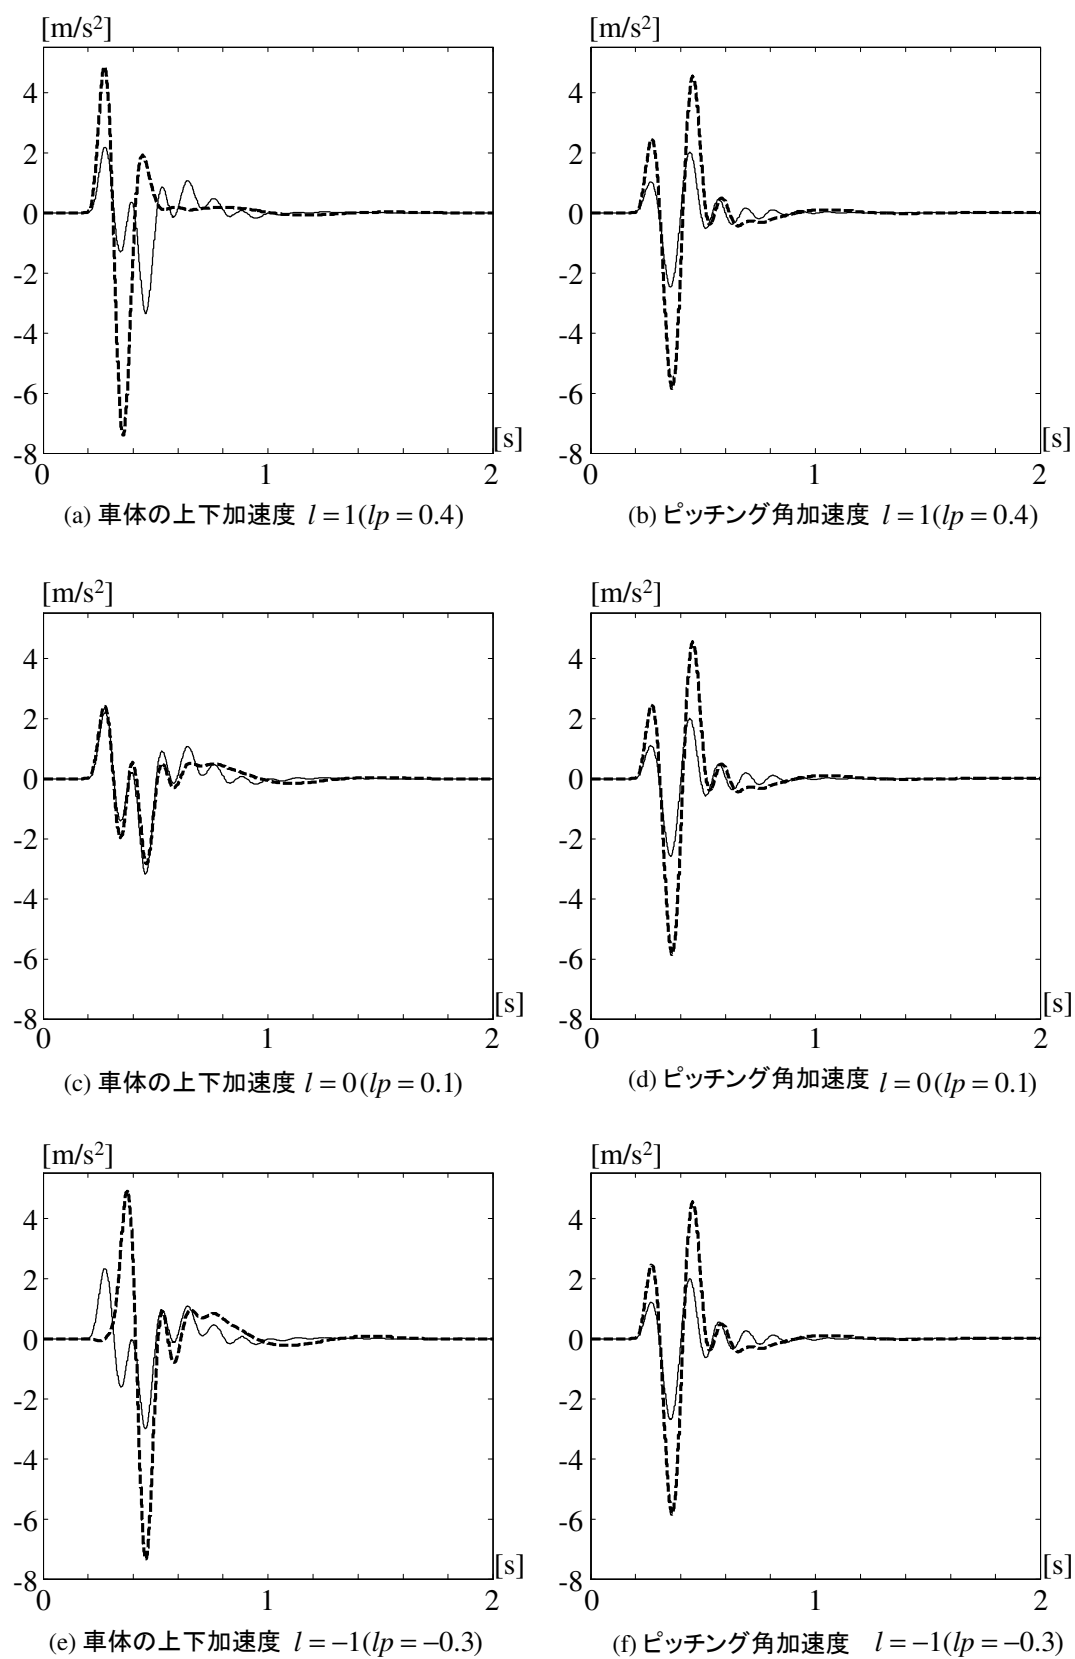 [m/s²] [m/s²]
4 4
2 2
0 0
-2 -2
-4 -4
-6 -6
-8 [s] -8 [s]
0 1 2 0 1 2
(a) 車体の上下加速度 l = 1(lp = 0.4) (b) ピッチング角加速度 l = 1(lp = 0.4)
[m/s²] [m/s²]
4 4
2 2
0 0
-2 -2
-4 -4
-6 -6
-8 [s] -8 [s]
0 1 2 0 1 2
(c) 車体の上下加速度 l = 0(lp = 0.1) (d) ピッチング角加速度 l = 0(lp = 0.1)
[m/s²] [m/s²]
4 4
2 2
0 0
-2 -2
-4 -4
-6 -6
-8 [s] -8 [s]
0 1 2 0 1 2
(e) 車体の上下加速度 l = −1(lp = −0.3) (f) ピッチング角加速度 l = −1(lp = −0.3)